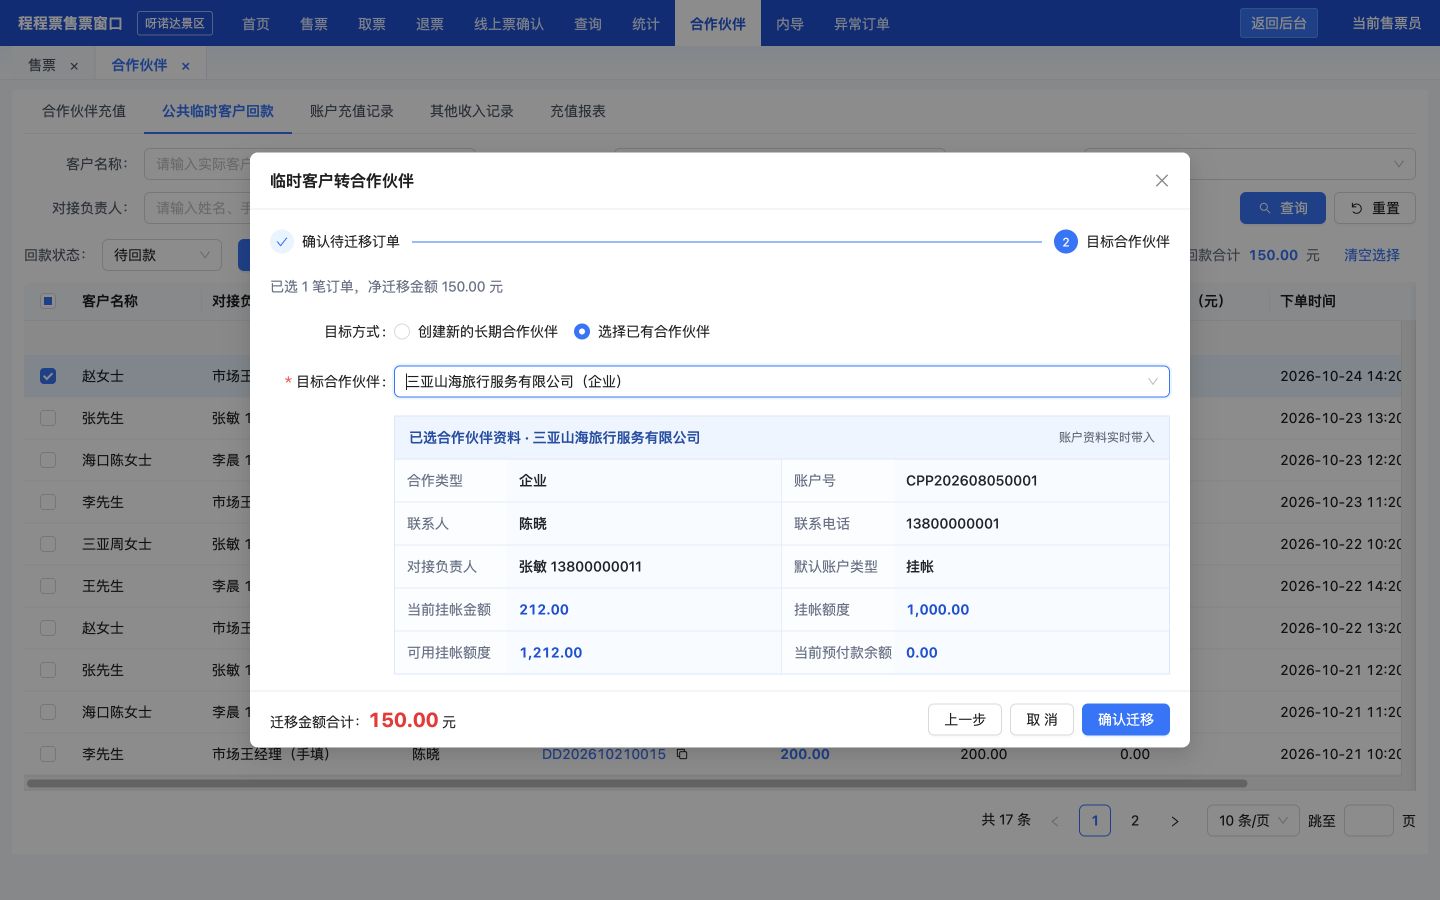 程程票售票窗口 呀诺达景区 首页 售票 取票 退票 线上票确认 查询 统计 合作伙伴 内导 异常订单 返回后台 当前售票员
售票 × 合作伙伴 ×
合作伙伴充值 公共临时客户回款 账户充值记录 其他收入记录 充值报表
客户名称： 请输入实际客户
对接负责人： 请输入姓名、手 查询 重置
回款状态： 待回款 回款合计 150.00 元 清空选择
客户名称 对接负 （元） 下单时间
赵女士 市场王 2026-10-24 14:20
张先生 张敏 1 2026-10-23 13:20
海口陈女士 李晨 1 2026-10-23 12:20
李先生 市场王 2026-10-23 11:20
三亚周女士 张敏 1 2026-10-22 10:20
王先生 李晨 1 2026-10-22 14:20
赵女士 市场王 2026-10-22 13:20
张先生 张敏 1 2026-10-21 12:20
海口陈女士 李晨 1 2026-10-21 11:20
李先生 市场王经理（手填） 陈晓 DD202610210015 200.00 200.00 0.00 2026-10-21 10:20
共 17 条 < 1 2 > 10 条/页 跳至 页
临时客户转合作伙伴
确认待迁移订单 2 目标合作伙伴
已选 1 笔订单，净迁移金额 150.00 元
目标方式： 创建新的长期合作伙伴 选择已有合作伙伴
* 目标合作伙伴： 三亚山海旅行服务有限公司（企业）
已选合作伙伴资料 · 三亚山海旅行服务有限公司 账户资料实时带入
合作类型 企业 账户号 CPP202608050001
联系人 陈晓 联系电话 13800000001
对接负责人 张敏 13800000011 默认账户类型 挂帐
当前挂帐金额 212.00 挂帐额度 1,000.00
可用挂帐额度 1,212.00 当前预付款余额 0.00
迁移金额合计： 150.00 元 上一步 取 消 确认迁移